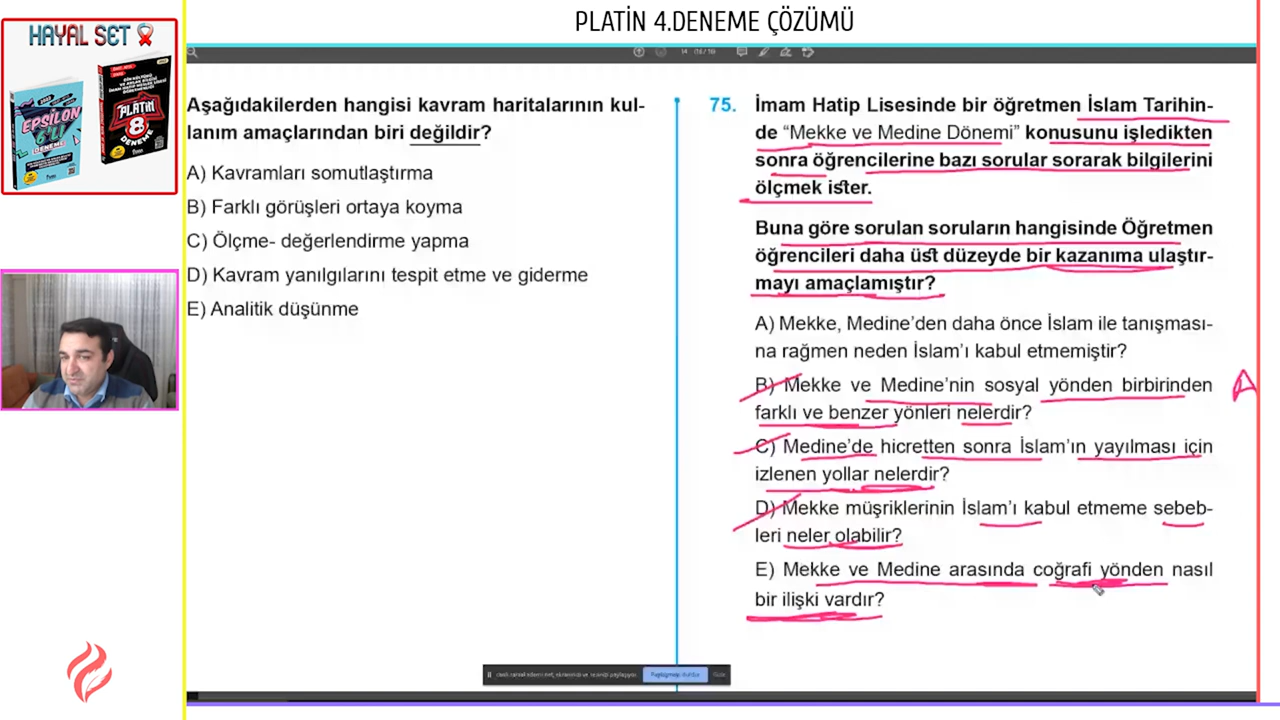 PLATİN 4.DENEME ÇÖZÜMÜ
HAYAL SET
EPSİLON
6'LI
DENEME
PLATİN
8
DENEME
Aşağıdakilerden hangisi kavram haritalarının kul-
lanım amaçlarından biri değildir?
A) Kavramları somutlaştırma
B) Farklı görüşleri ortaya koyma
C) Ölçme- değerlendirme yapma
D) Kavram yanılgılarını tespit etme ve giderme
E) Analitik düşünme
75. İmam Hatip Lisesinde bir öğretmen İslam Tarihin-
de “Mekke ve Medine Dönemi” konusunu işledikten
sonra öğrencilerine bazı sorular sorarak bilgilerini
ölçmek ister.
Buna göre sorulan soruların hangisinde Öğretmen
öğrencileri daha üst düzeyde bir kazanıma ulaştır-
mayı amaçlamıştır?
A) Mekke, Medine’den daha önce İslam ile tanışması-
na rağmen neden İslam’ı kabul etmemiştir?
B) Mekke ve Medine’nin sosyal yönden birbirinden
farklı ve benzer yönleri nelerdir?
C) Medine’de hicretten sonra İslam’ın yayılması için
izlenen yollar nelerdir?
D) Mekke müşriklerinin İslam’ı kabul etmeme sebeb-
leri neler olabilir?
E) Mekke ve Medine arasında coğrafi yönden nasıl
bir ilişki vardır?
A
Paylaşmayı durdur
Gizle